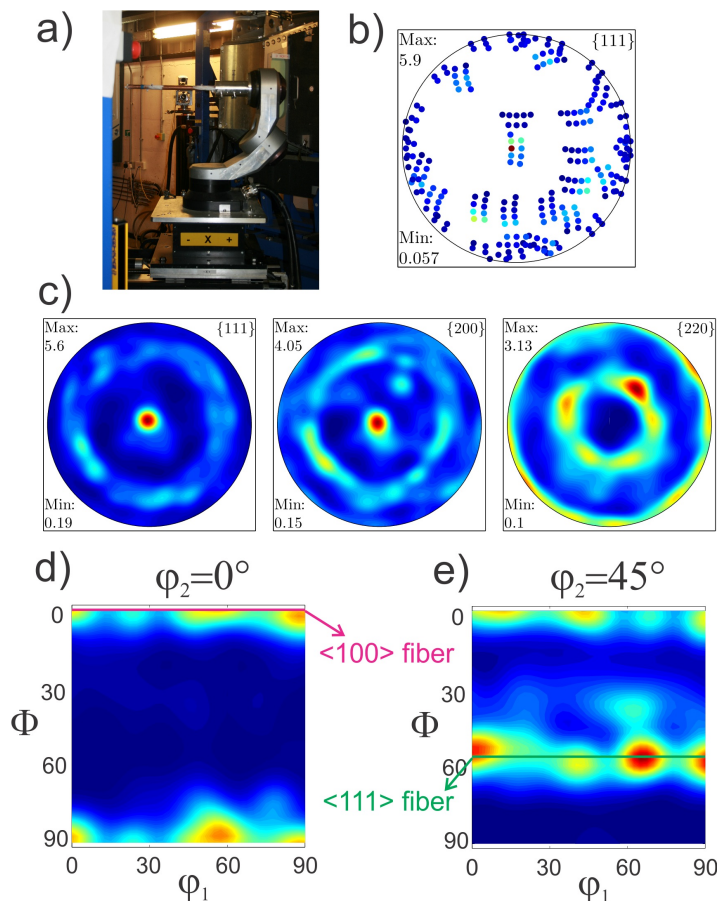 a)
- X +
b)
Max:
5.9
{111}
Min:
0.057
c)
Max:
5.6
{111}
Min:
0.19
Max:
4.05
{200}
Min:
0.15
Max:
3.13
{220}
Min:
0.1
d)
φ₂=0°
0
30
60
90
Φ
0
30
60
90
φ₁
<100> fiber
<111> fiber
e)
φ₂=45°
0
30
60
90
Φ
0
30
60
90
φ₁